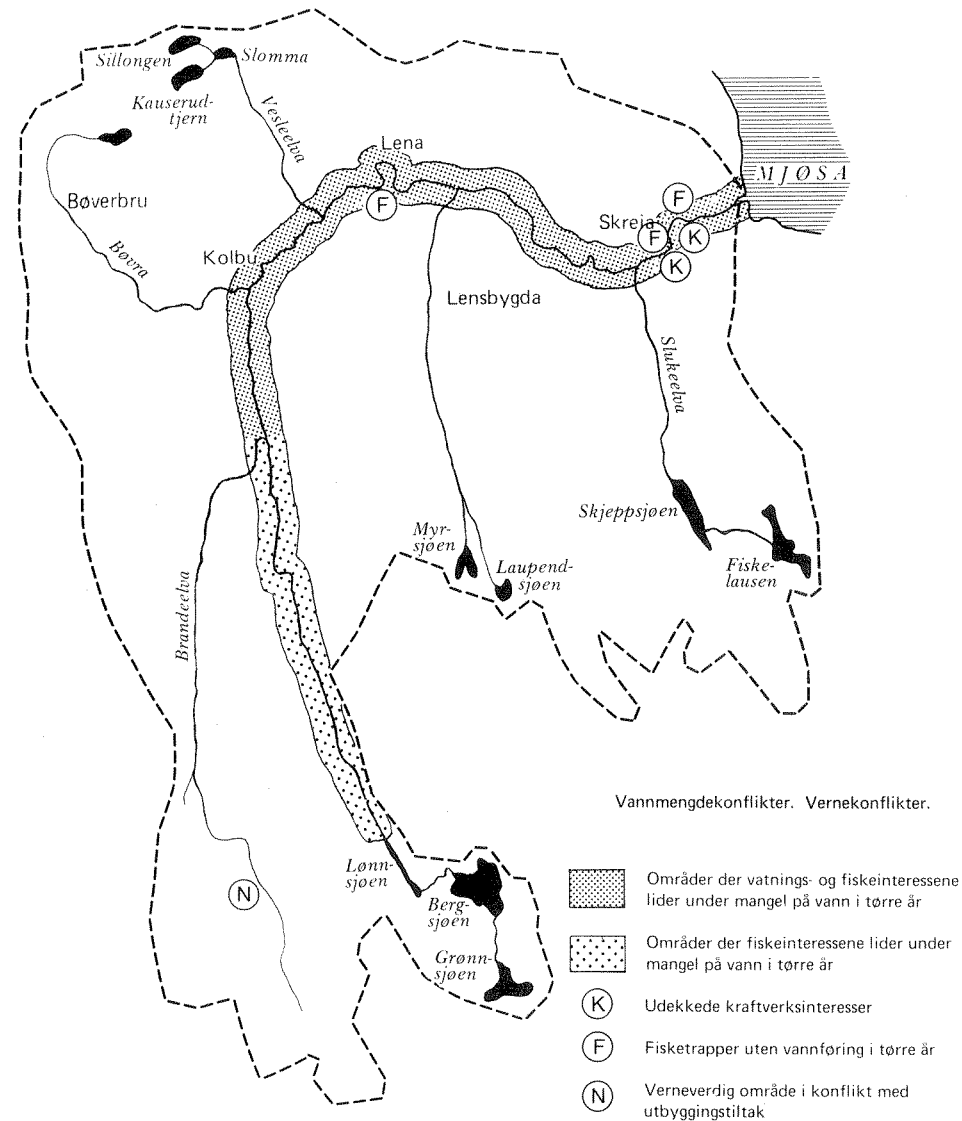 Sillongen
Slomma
Kauserud-
tjern
Vesleelva
Lena
MJØSA
F
Bøverbru
F
Skreia
F
K
Kolbu
K
Bøvra
Lensbygda
Slukeelva
Skjeppsjøen
Myr-
sjøen
Laupend-
sjøen
Fiske-
lausen
Brandeelva
Vannmengdekonflikter. Vernekonflikter.
Lønn-
sjøen
N
Berg-
sjøen
Grønn-
sjøen
Områder der vatnings- og fiskeinteressene
lider under mangel på vann i tørre år
Områder der fiskeinteressene lider under
mangel på vann i tørre år
K Udekkede kraftverksinteresser
F Fisketrapper uten vannføring i tørre år
N Verneverdig område i konflikt med
utbyggingstiltak